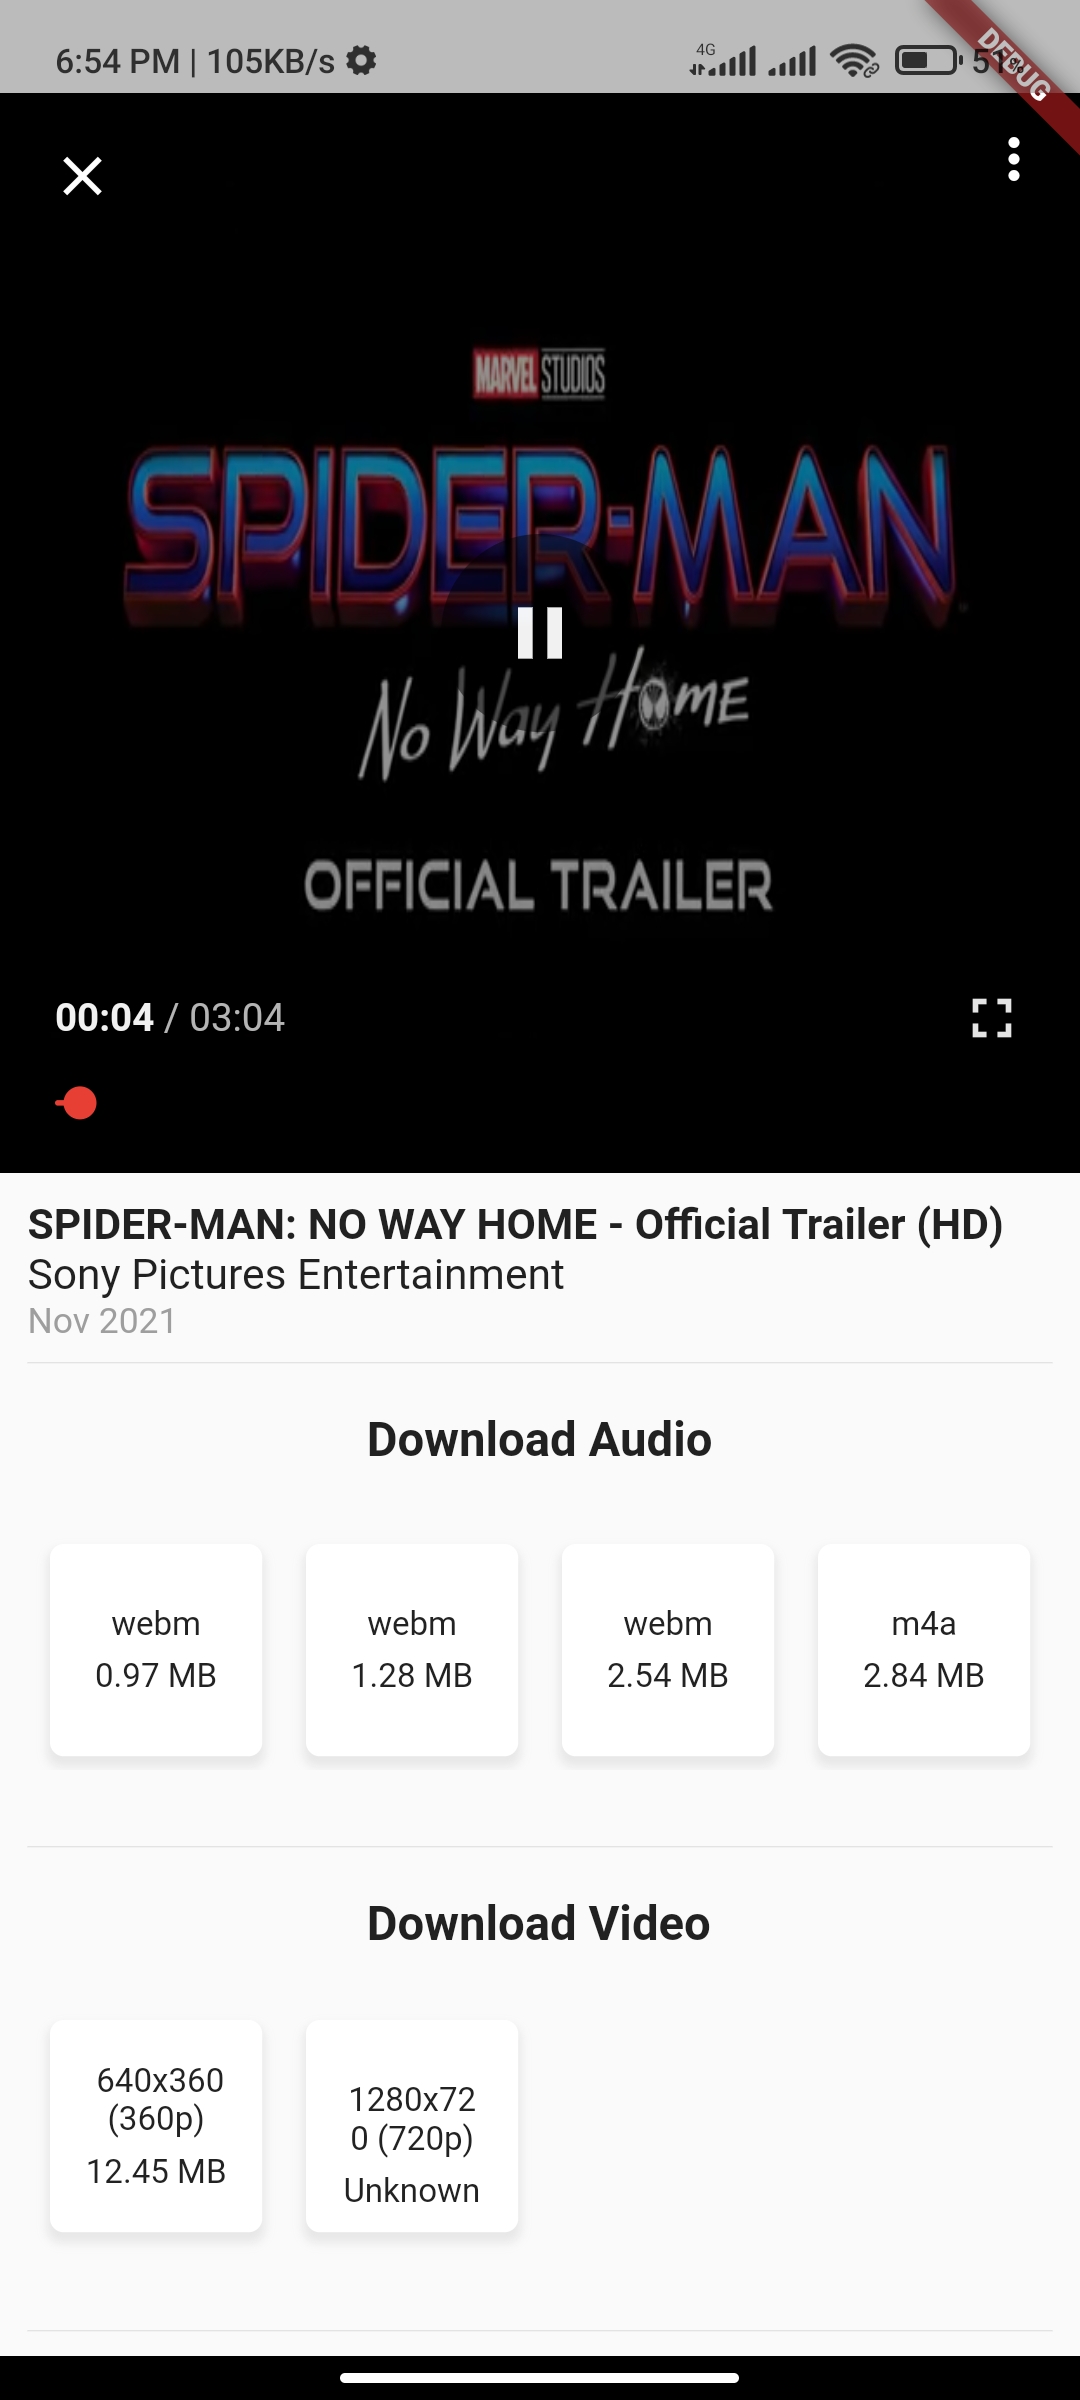 6:54 PM | 105KB/s
4G
51%
DEBUG
MARVEL STUDIOS
SPIDER-MAN
No Way Home
OFFICIAL TRAILER
00:04 / 03:04
SPIDER-MAN: NO WAY HOME - Official Trailer (HD)
Sony Pictures Entertainment
Nov 2021
Download Audio
webm
0.97 MB
webm
1.28 MB
webm
2.54 MB
m4a
2.84 MB
Download Video
640x360
(360p)
12.45 MB
1280x72
0 (720p)
Unknown